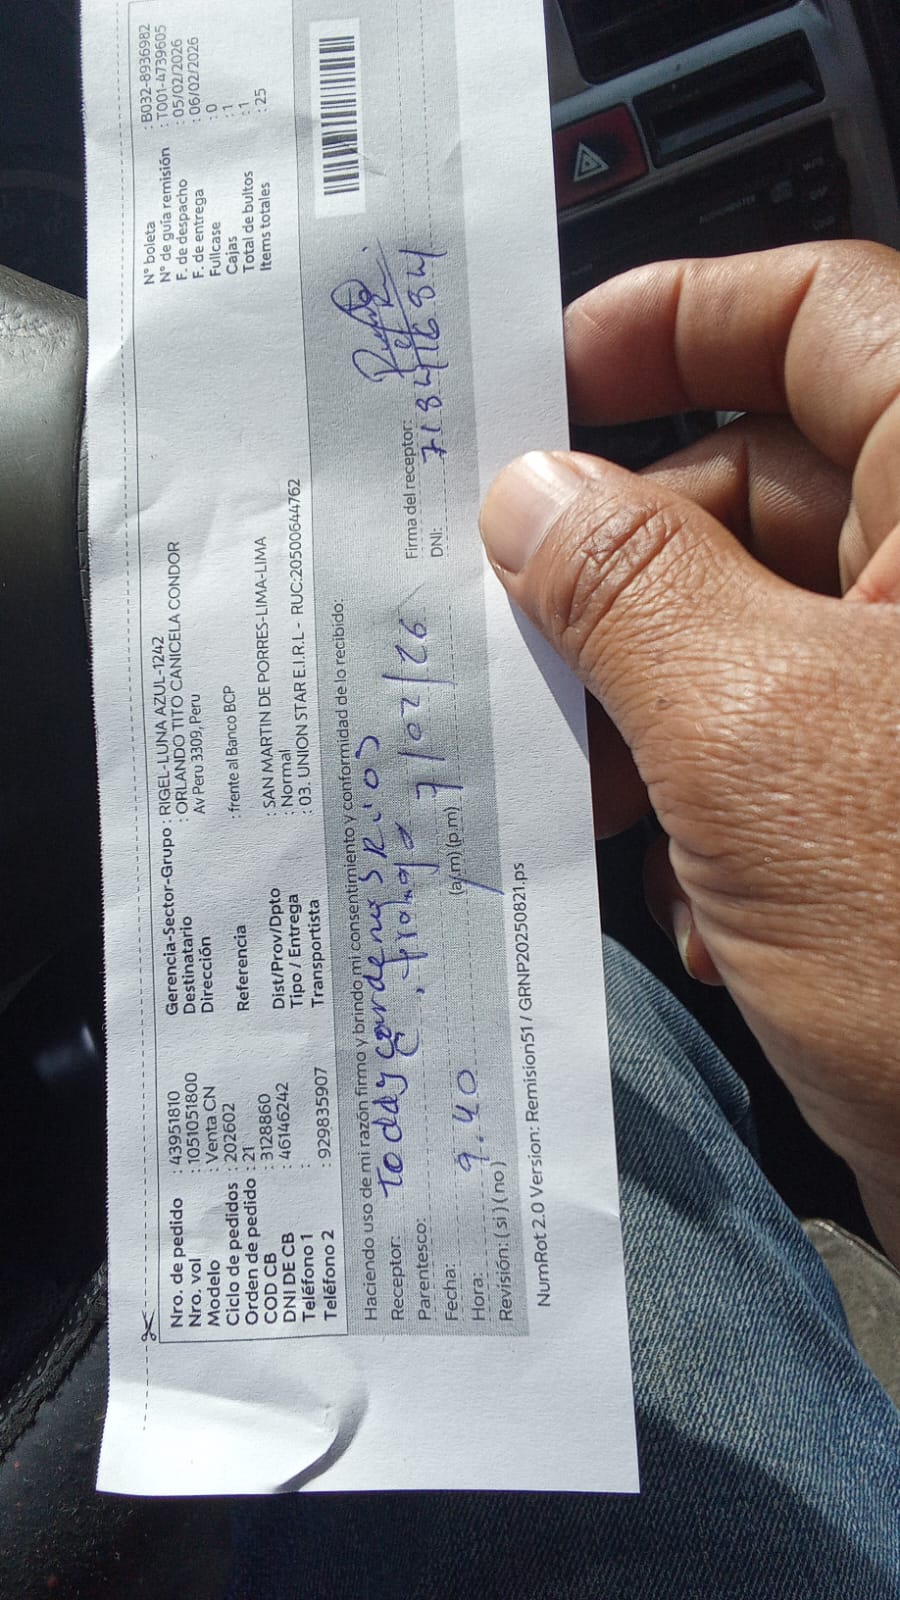 Nro. de pedido : 43951810
Nro. vol : 1051051800
Modelo : Venta CN
Ciclo de pedidos : 202602
Orden de pedido : 21
COD CB : 3128860
DNI DE CB : 46146242
Teléfono 1 :
Teléfono 2 : 929835907
Gerencia-Sector-Grupo : RIGEL-LUNA AZUL-1242
Destinatario : ORLANDO TITO CANICELA CONDOR
Dirección Av Peru 3309, Peru
Referencia : frente al Banco BCP
Dist/Prov/Dpto : SAN MARTIN DE PORRES-LIMA-LIMA
Tipo / Entrega : Normal
Transportista : 03. UNION STAR E.I.R.L - RUC:20500644762
N° boleta : B032-8936982
N° de guía remisión : T001-4739605
F. de despacho : 05/02/2026
F. de entrega : 06/02/2026
Fullcase : 0
Cajas : 1
Total de bultos : 1
Items totales : 25
Haciendo uso de mi razón firmo y brindo mi consentimiento y conformidad de lo recibido:
Receptor: Toddy Cardenas Rios
Parentesco:
Firma del receptor:
Fecha: 7/02/26
DNI: 71841684
Hora: 9.40 (a.m) (p.m)
Revisión: ( si ) ( no )
NumRot 2.0 Version: Remision51 / GRNP20250821.ps